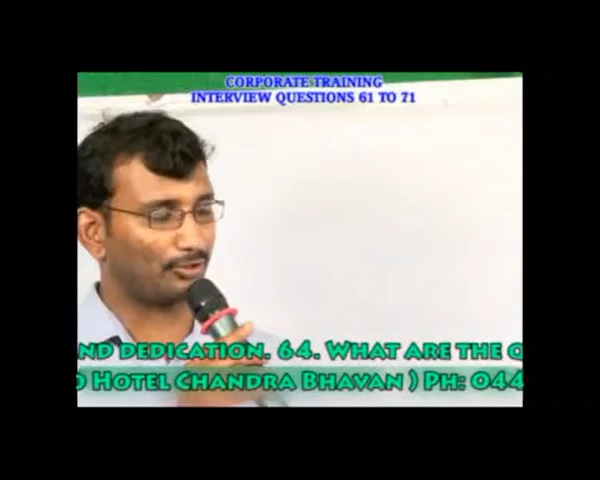 CORPORATE TRAINING
INTERVIEW QUESTIONS 61 TO 71
ND DEDICATION. 64. WHAT ARE THE Q
HOTEL CHANDRA BHAVAN ) PH: 044